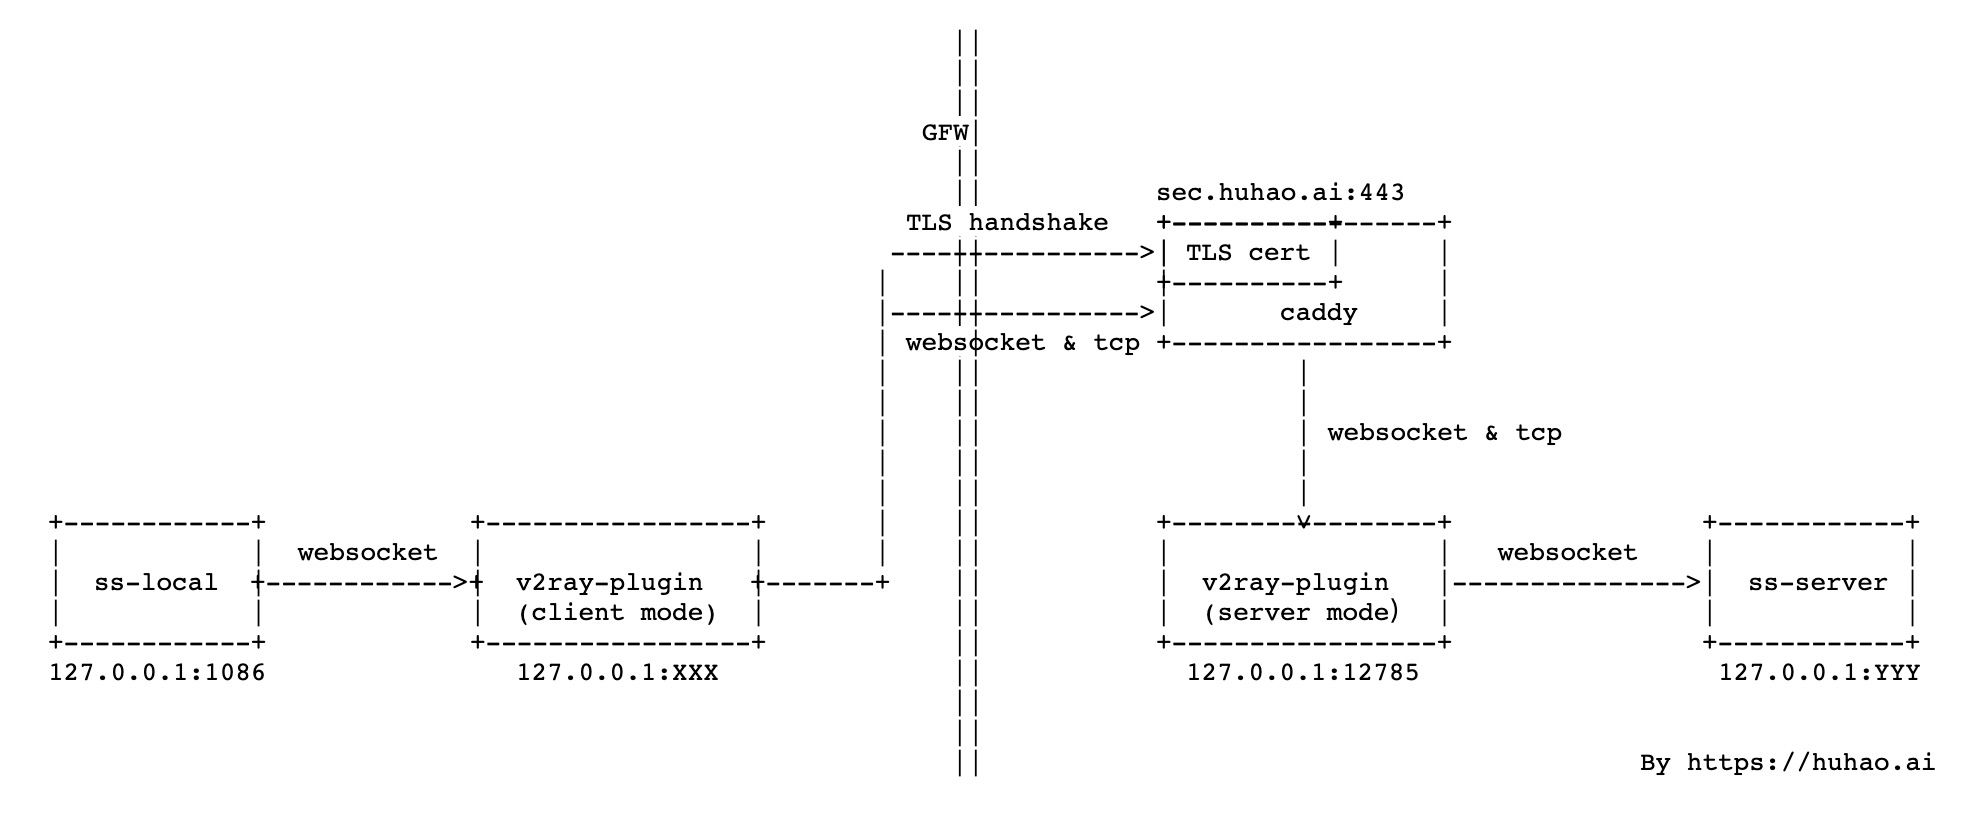 GFW
sec.huhao.ai:443
TLS handshake
TLS cert
caddy
websocket & tcp
websocket & tcp
websocket
websocket
ss-local
v2ray-plugin
(client mode)
v2ray-plugin
(server mode)
ss-server
127.0.0.1:1086
127.0.0.1:XXX
127.0.0.1:12785
127.0.0.1:YYY
By https://huhao.ai